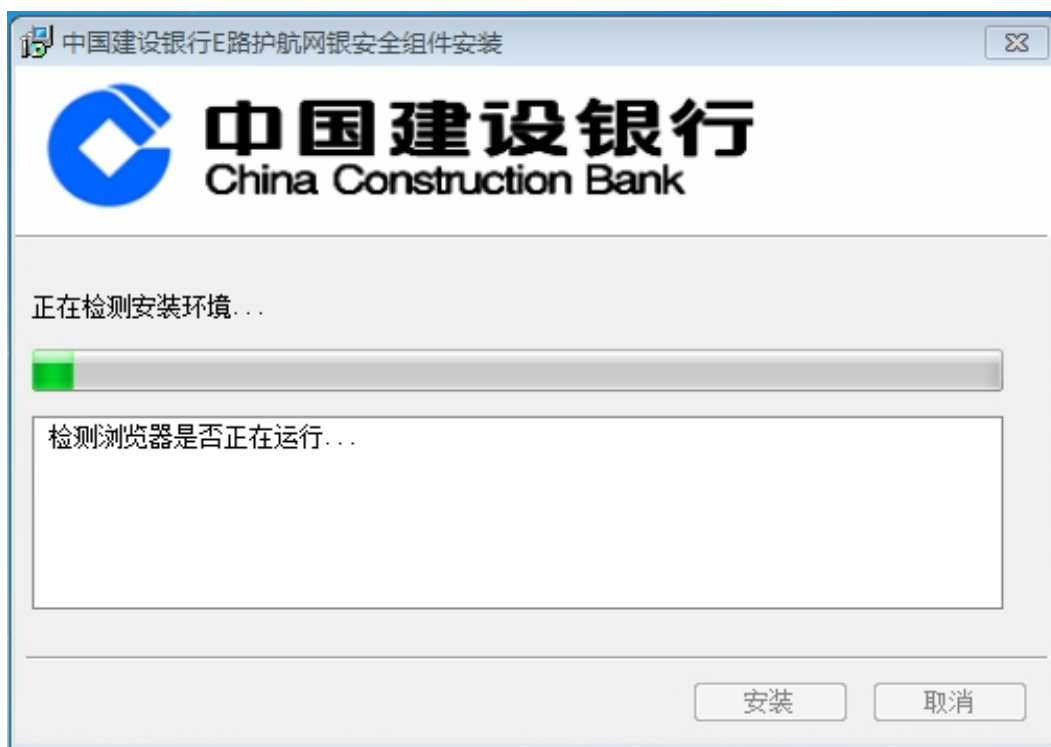 中国建设银行E路护航网银安全组件安装
中国建设银行
China Construction Bank
正在检测安装环境...
检测浏览器是否正在运行...
安装
取消